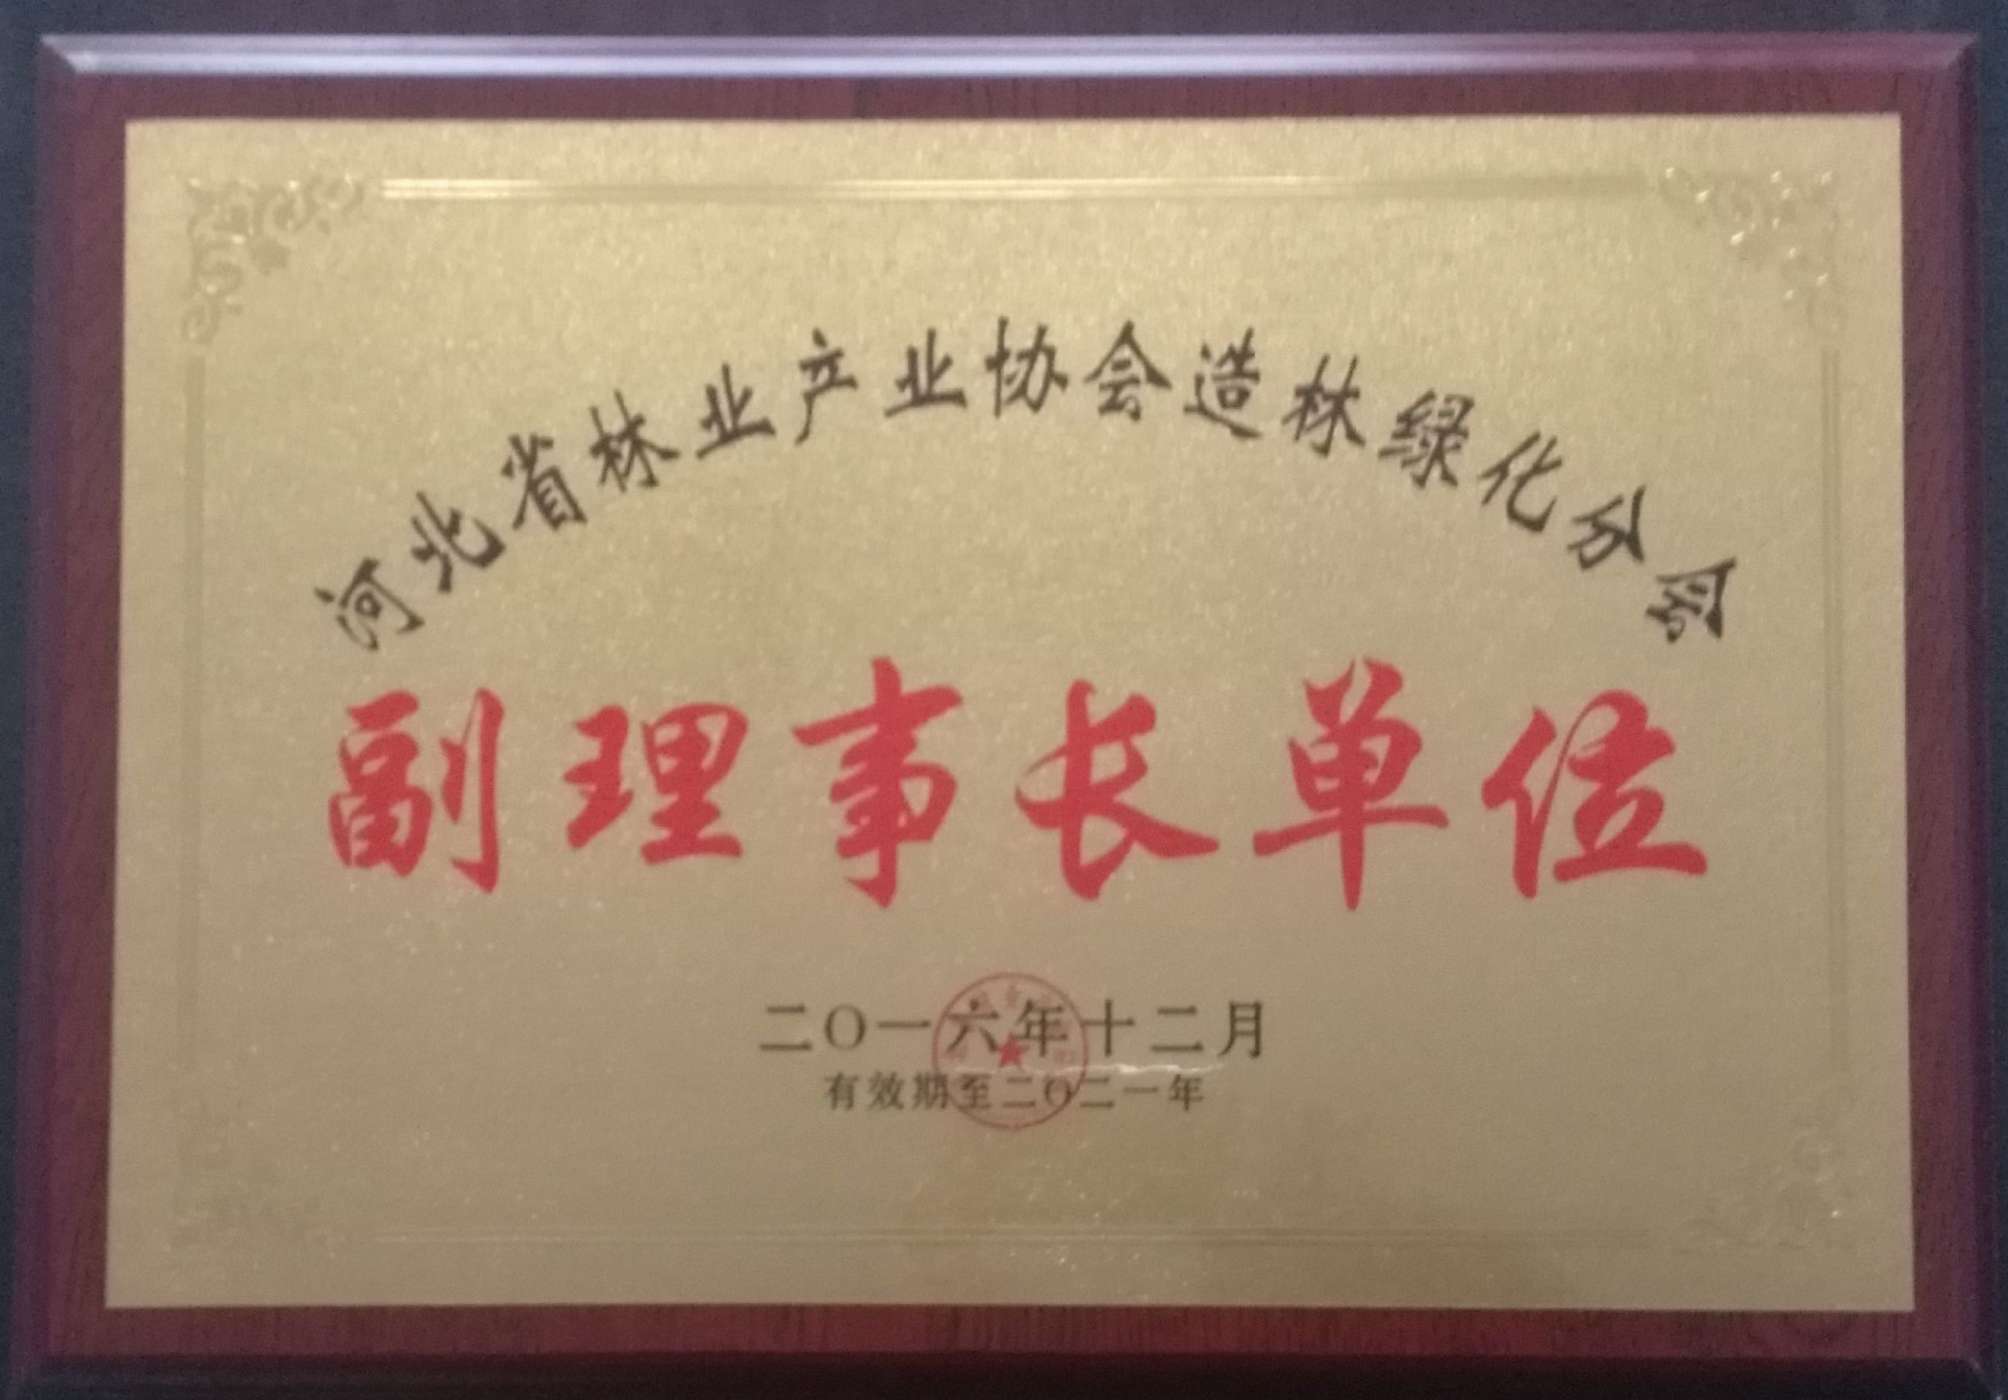 河北省林业产业协会造林绿化分会
副理事长单位
二〇一六年十二月
有效期至二〇二一年